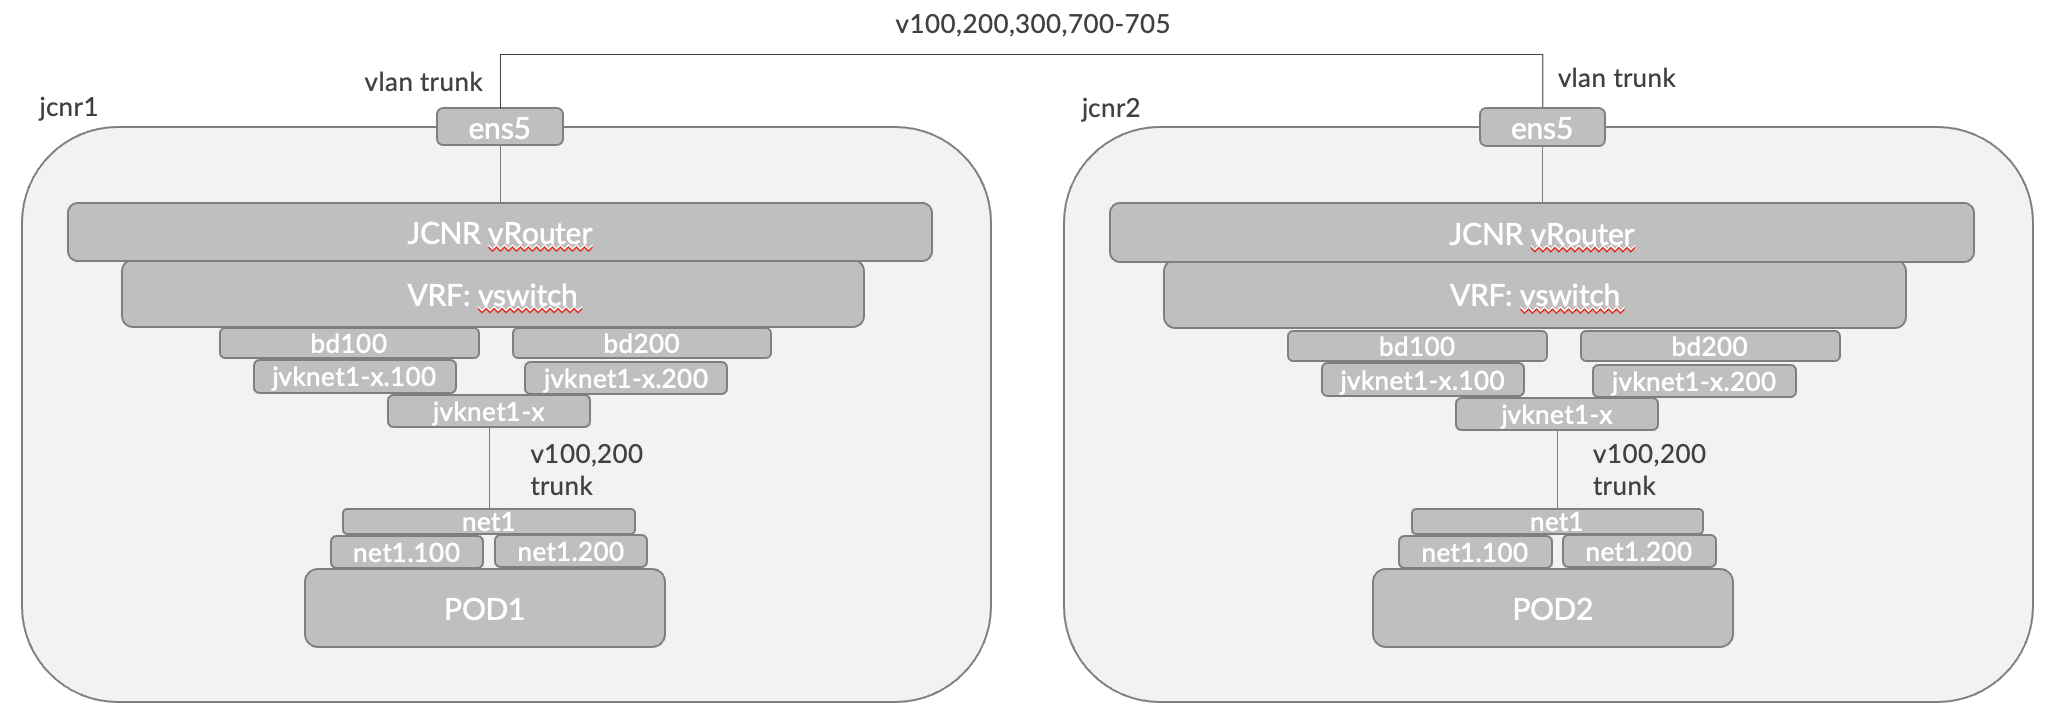 v100,200,300,700-705
vlan trunk
vlan trunk
jcnr1
jcnr2
ens5
ens5
JCNR vRouter
VRF: vswitch
bd100
bd200
jvknet1-x.100
jvknet1-x.200
jvknet1-x
v100,200
trunk
net1
net1.100
net1.200
POD1
JCNR vRouter
VRF: vswitch
bd100
bd200
jvknet1-x.100
jvknet1-x.200
jvknet1-x
v100,200
trunk
net1
net1.100
net1.200
POD2